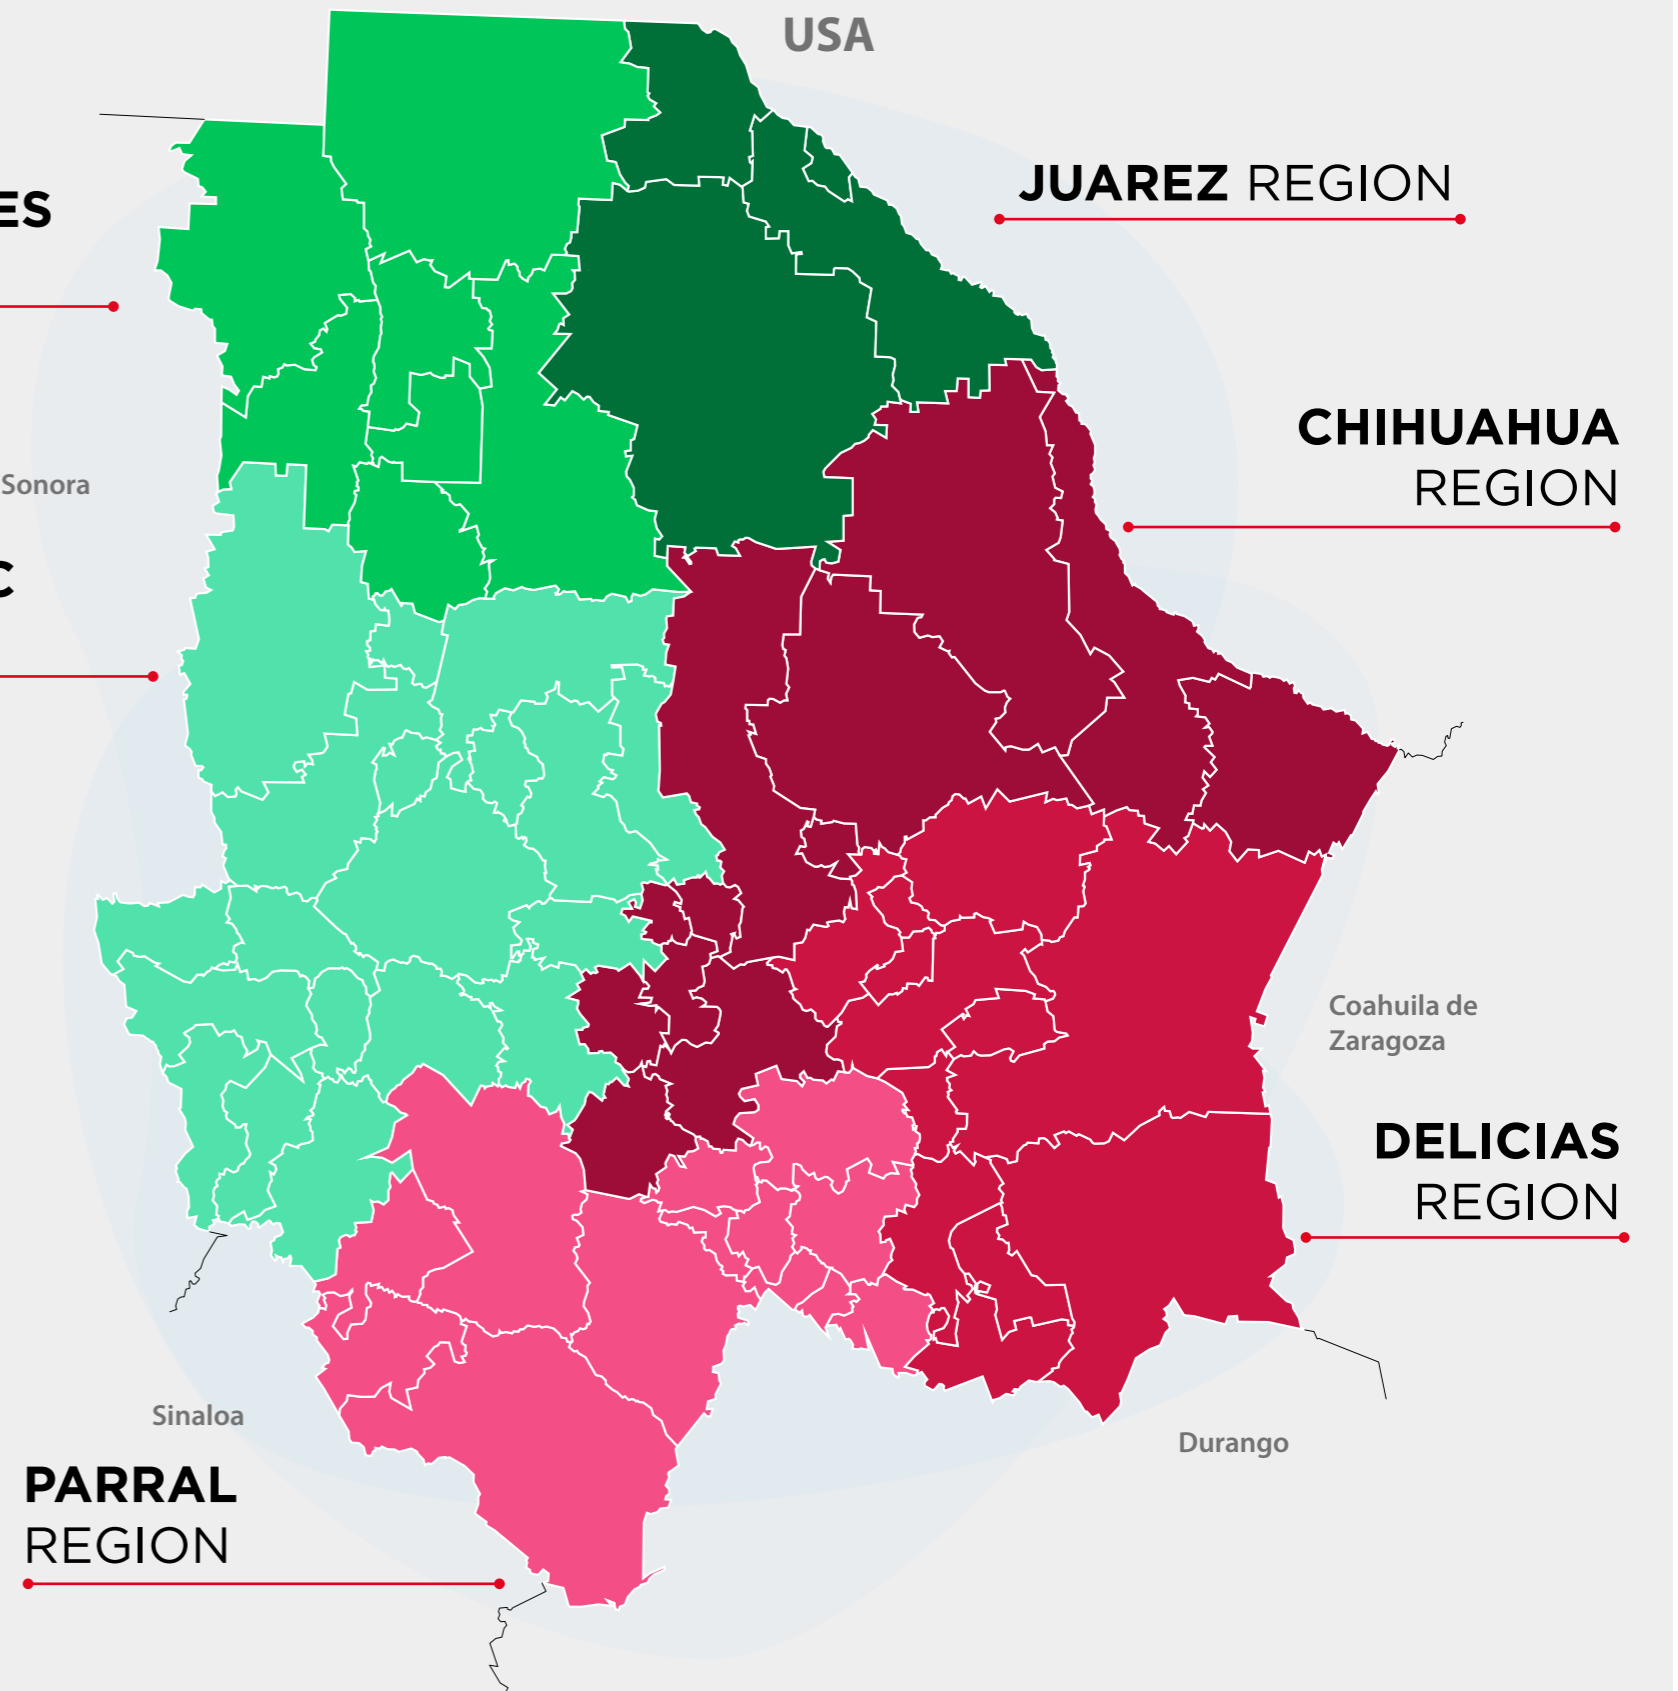 USA
JUAREZ REGION
ES
CHIHUAHUA
REGION
Sonora
C
Coahuila de
Zaragoza
DELICIAS
REGION
Sinaloa
Durango
PARRAL
REGION